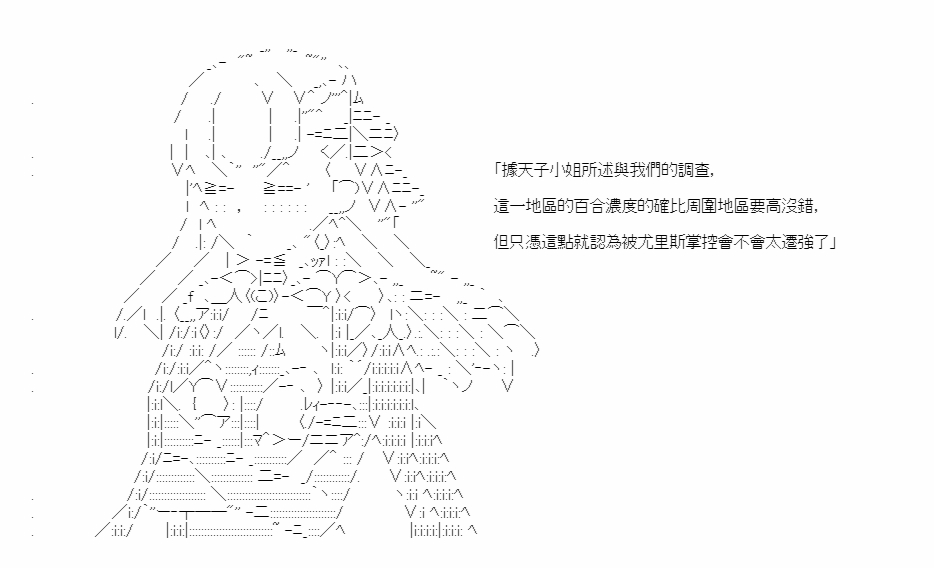 「據天子小姐所述與我們的調查,
這一地區的百合濃度的確比周圍地區要高沒錯,
但只憑這點就認為被尤里斯掌控會不會太遷強了」